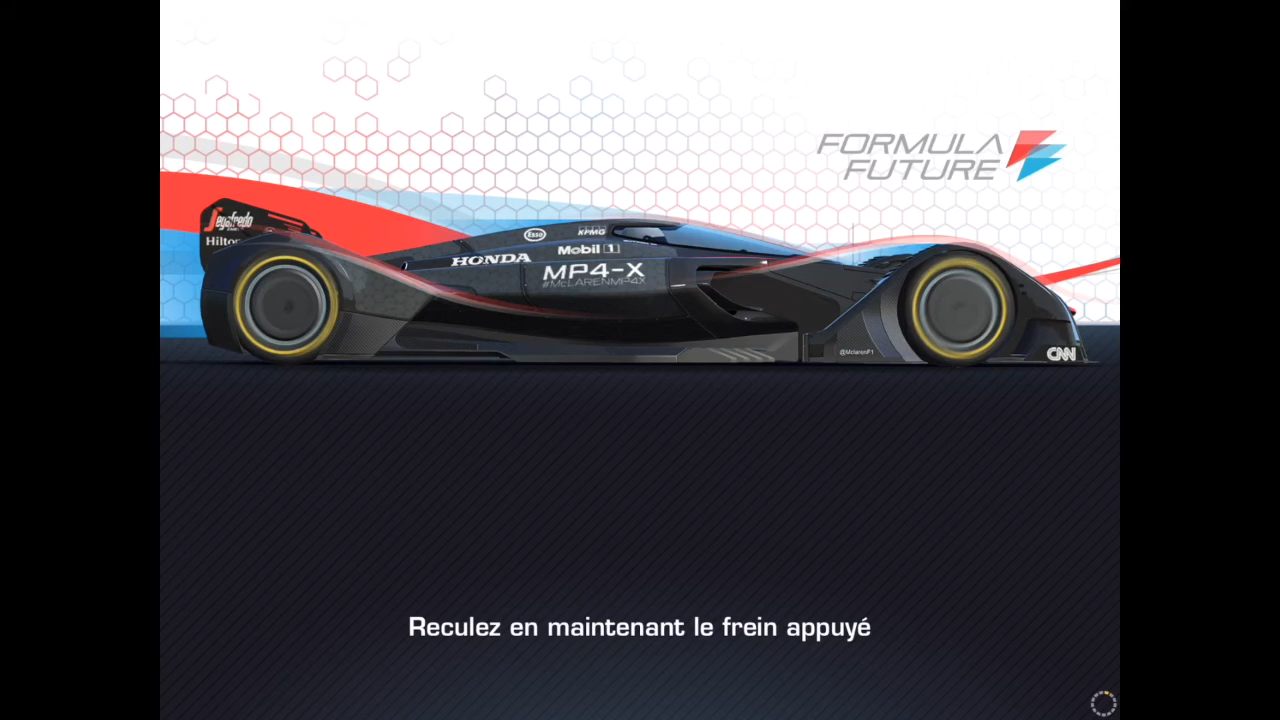 FORMULA
FUTURE
Segafredo
Hilton
Esso
KPMG
Mobil 1
HONDA
MP4-X
#McLARENMP4X
@MclarenF1
CNN
Reculez en maintenant le frein appuyé